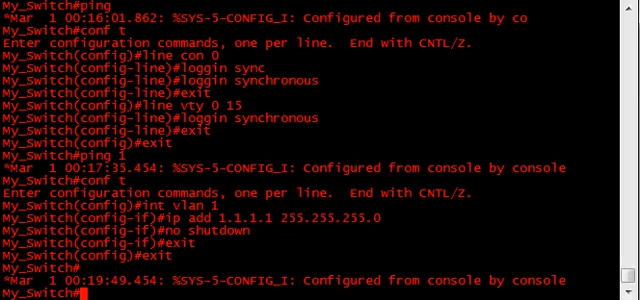 My_Switch#ping
*Mar  1 00:16:01.862: %SYS-5-CONFIG_I: Configured from console by co
My_Switch#conf t
Enter configuration commands, one per line.  End with CNTL/Z.
My_Switch(config)#line con 0
My_Switch(config-line)#loggin sync
My_Switch(config-line)#loggin synchronous
My_Switch(config-line)#exit
My_Switch(config)#line vty 0 15
My_Switch(config-line)#loggin synchronous
My_Switch(config-line)#exit
My_Switch(config)#exit
My_Switch#ping 1
*Mar  1 00:17:35.454: %SYS-5-CONFIG_I: Configured from console by console
My_Switch#conf t
Enter configuration commands, one per line.  End with CNTL/Z.
My_Switch(config)#int vlan 1
My_Switch(config-if)#ip add 1.1.1.1 255.255.255.0
My_Switch(config-if)#no shutdown
My_Switch(config-if)#exit
My_Switch(config)#exit
My_Switch#
*Mar  1 00:19:49.454: %SYS-5-CONFIG_I: Configured from console by console
My_Switch#